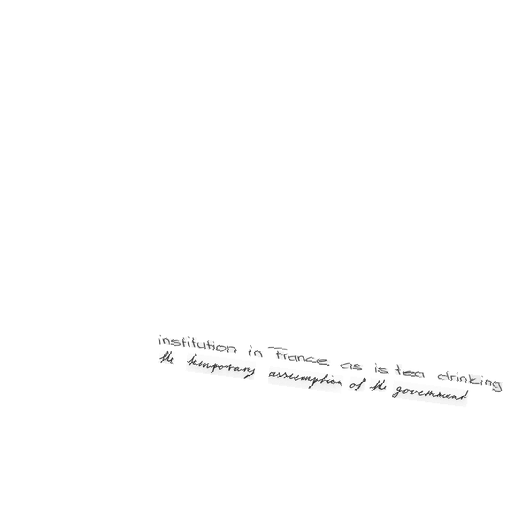 institution in France as is tea drinking
the temporary assumption of the government